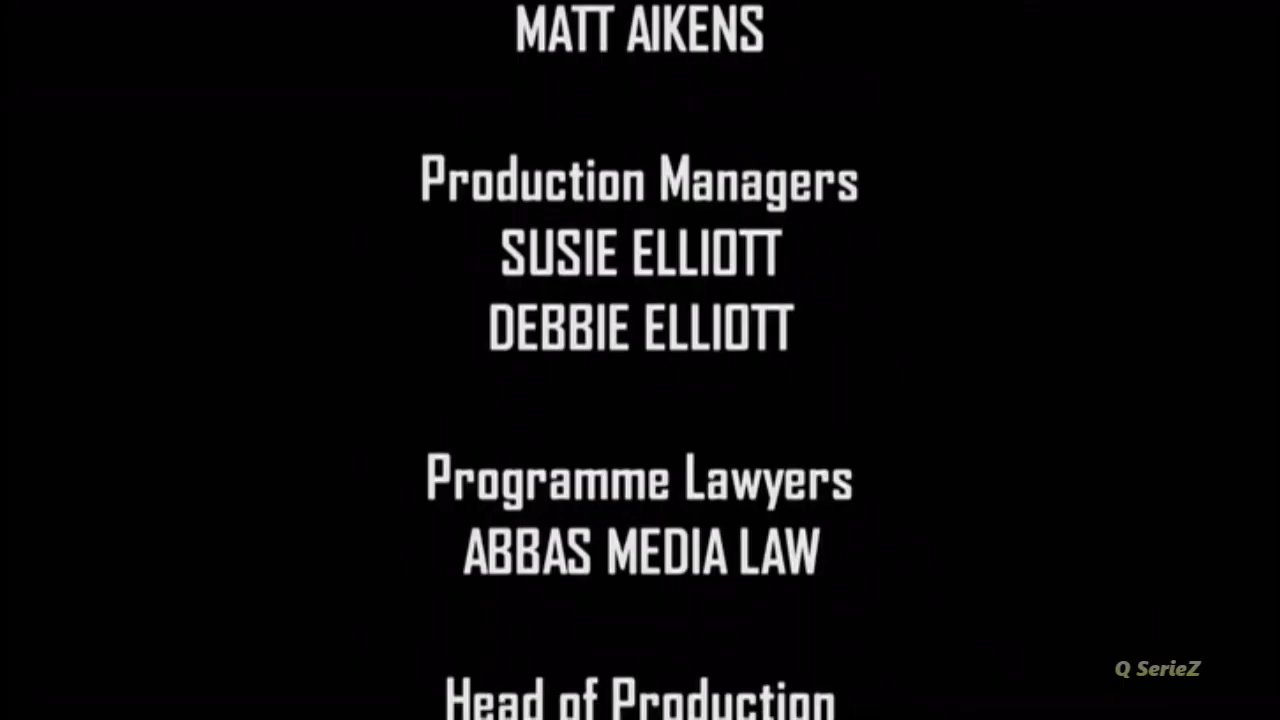 MATT AIKENS
Production Managers
SUSIE ELLIOTT
DEBBIE ELLIOTT
Programme Lawyers
ABBAS MEDIA LAW
Q SerieZ
Head of Production